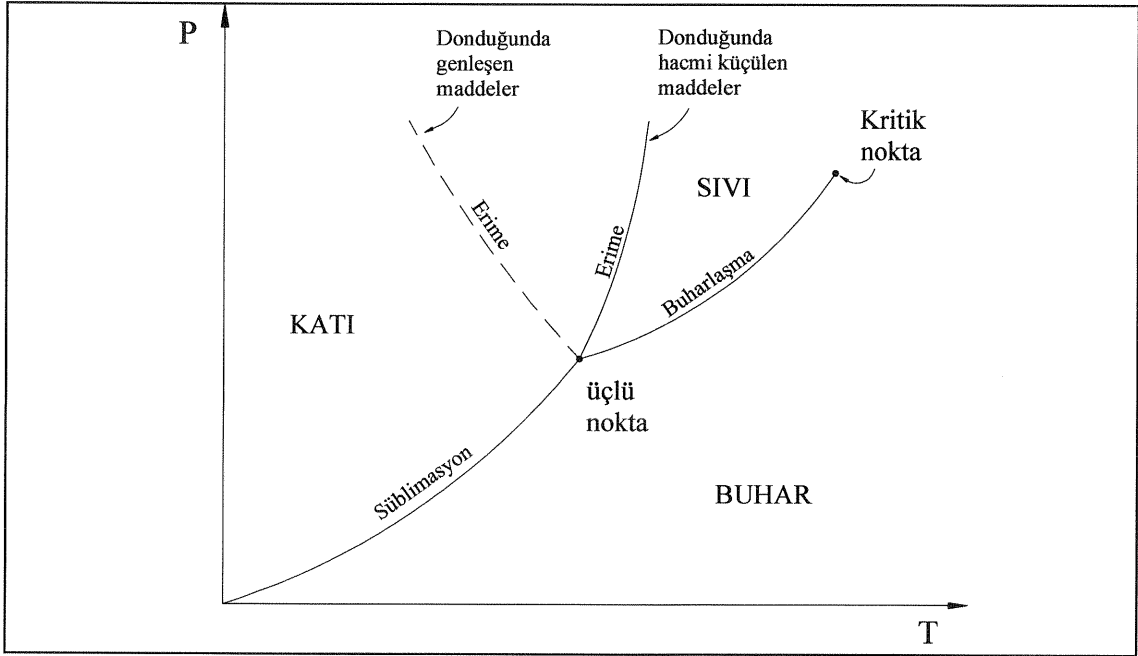 P
Donduğunda
genleşen
maddeler
Donduğunda
hacmi küçülen
maddeler
Kritik
nokta
SIVI
Erime
Erime
Buharlaşma
KATI
üçlü
nokta
Süblimasyon
BUHAR
T